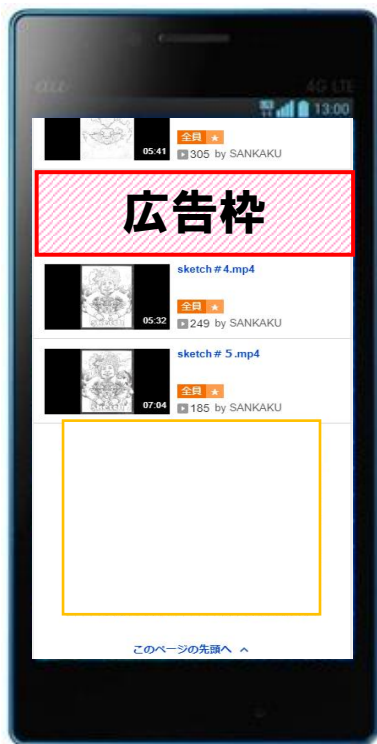 au
4G LTE
13:00
05:41
全員 ★
305 by SANKAKU
広告枠
sketch#4.mp4
全員 ★
05:32
249 by SANKAKU
sketch#５.mp4
全員 ★
07:04
185 by SANKAKU
このページの先頭へ